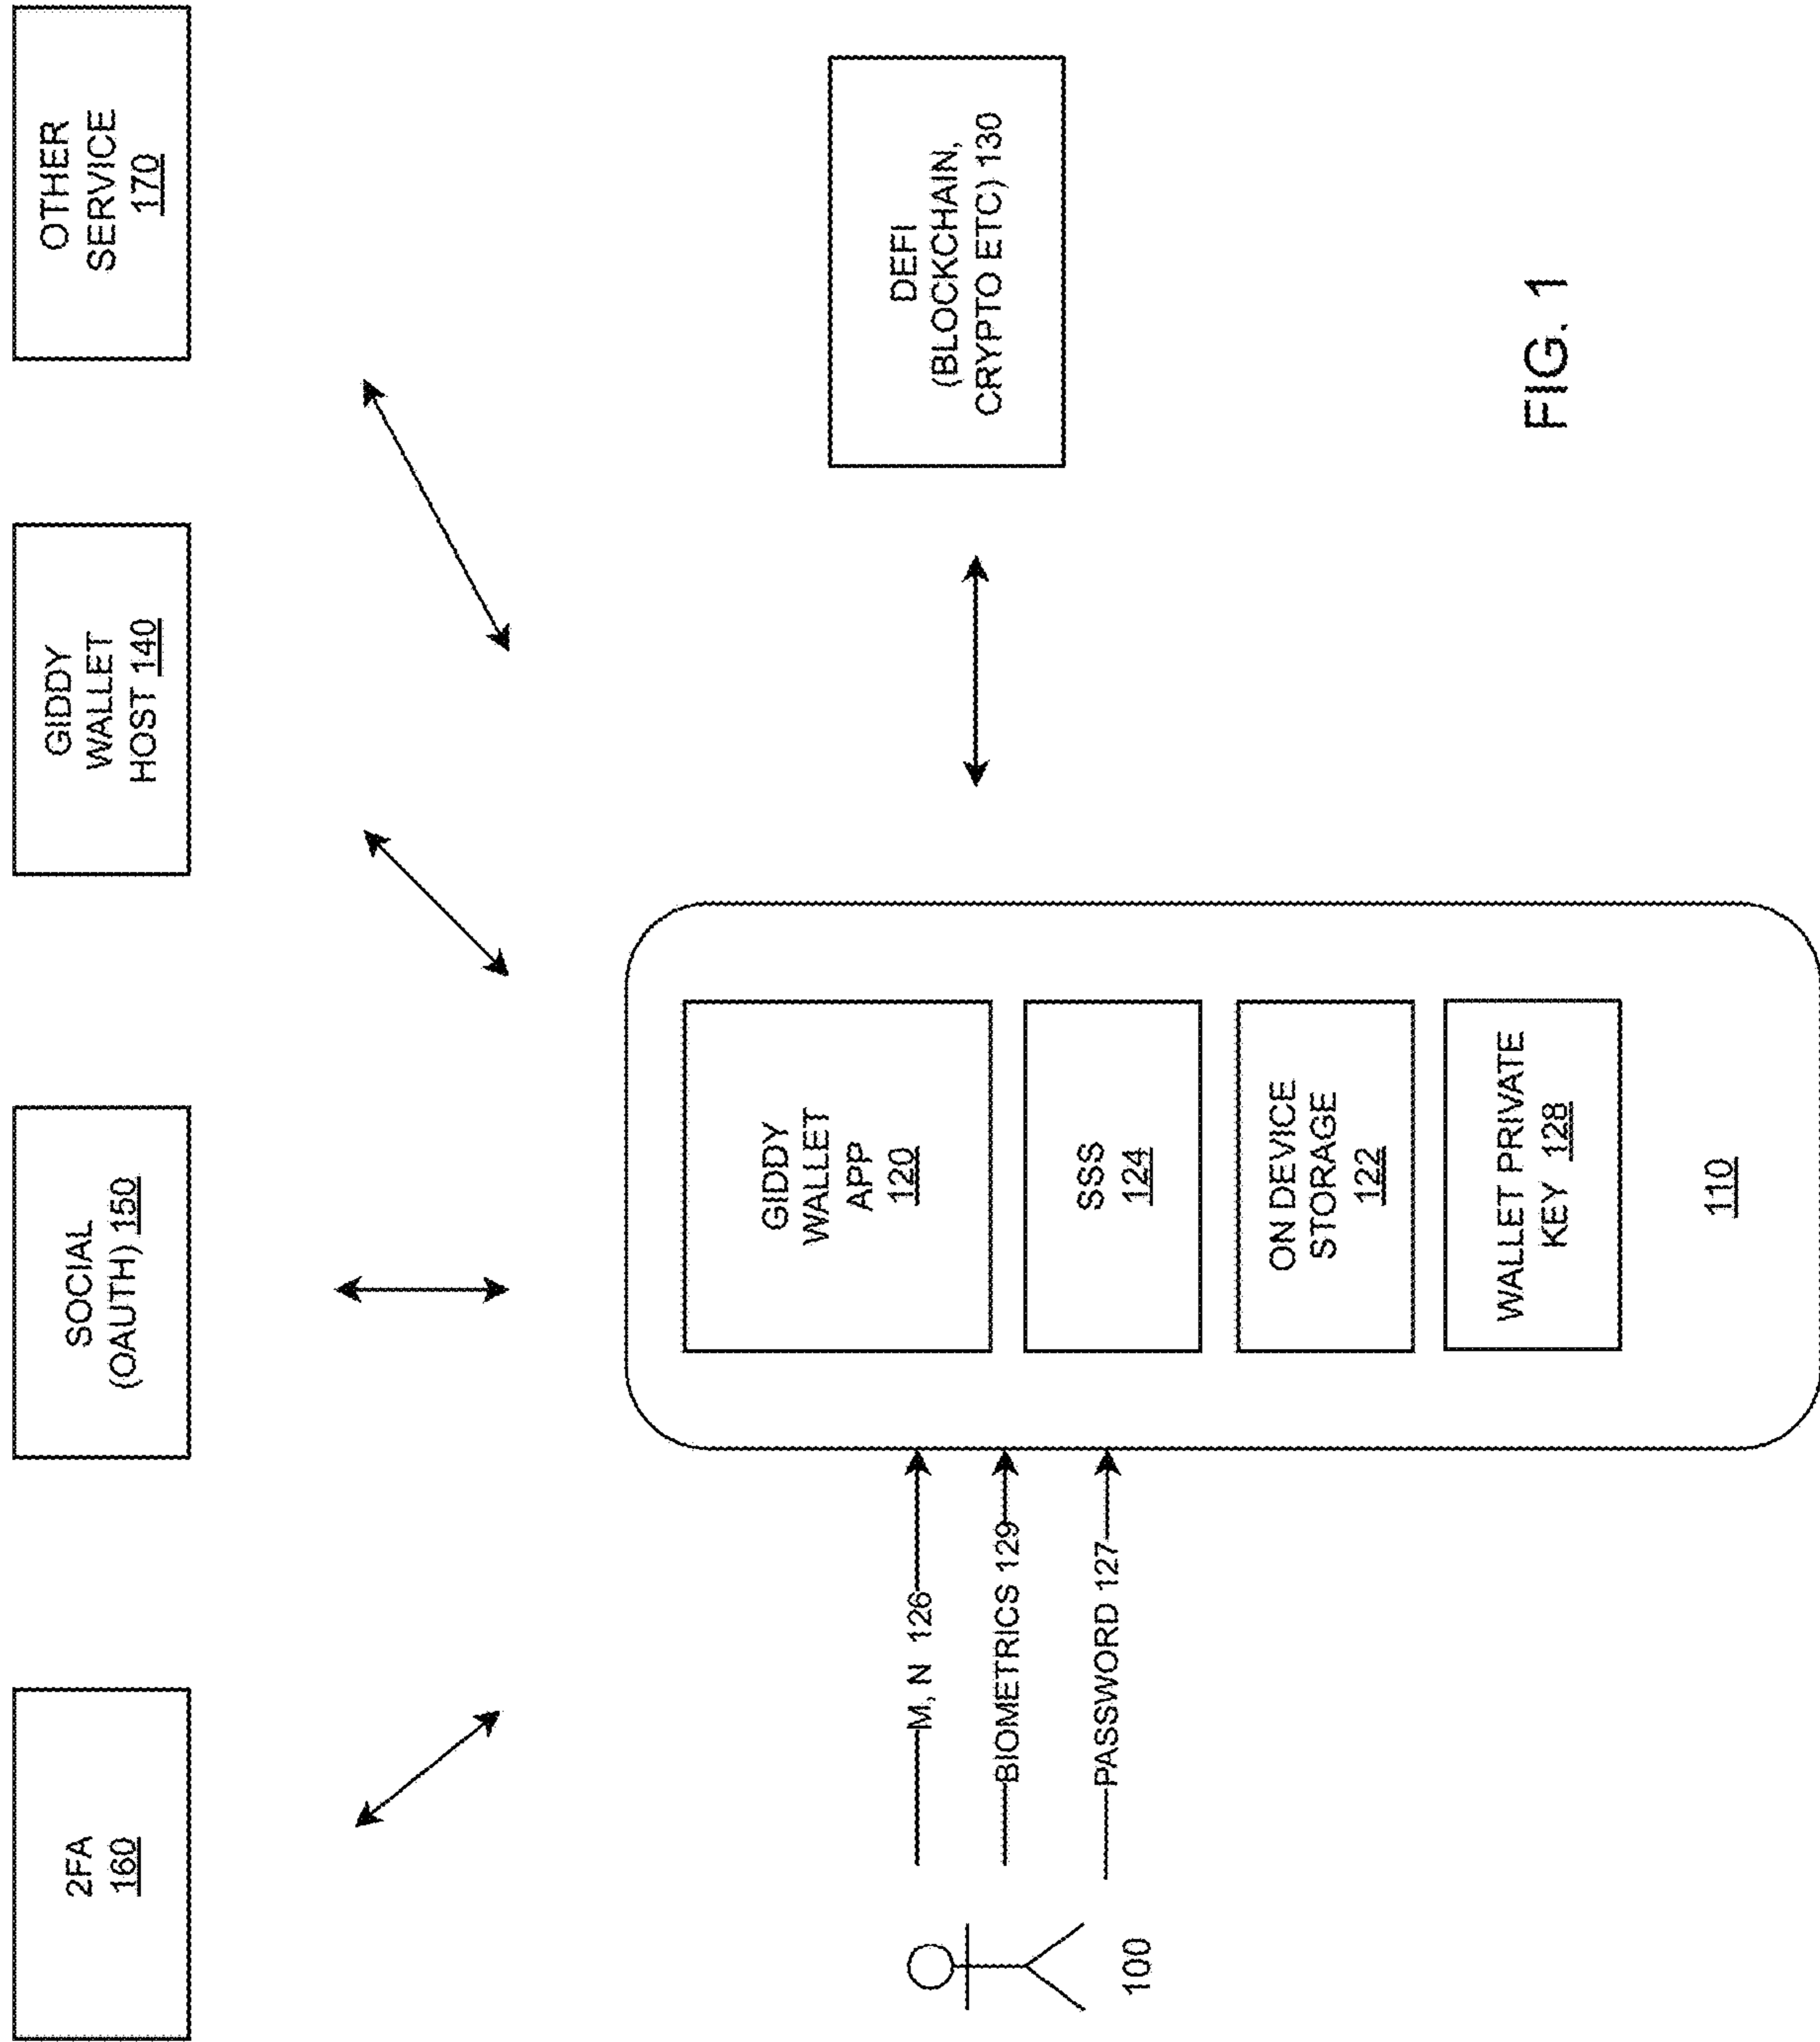 2FA
160
SOCIAL
(OAUTH) 150
GIDDY
WALLET
HOST 140
OTHER
SERVICE
170
M, N 126
BIOMETRICS 129
PASSWORD 127
100
GIDDY
WALLET
APP
120
SSS
124
ON DEVICE
STORAGE
122
WALLET PRIVATE
KEY 128
110
DEFI
(BLOCKCHAIN,
CRYPTO ETC) 130
FIG. 1